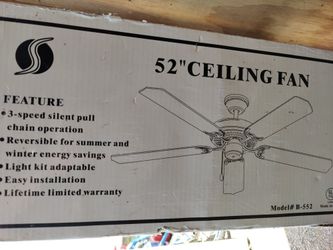 52"CEILING FAN
FEATURE
• 3-speed silent pull
chain operation
• Reversible for summer and
winter energy savings
• Light kit adaptable
• Easy installation
• Lifetime limited warranty
Model# B-552
Made